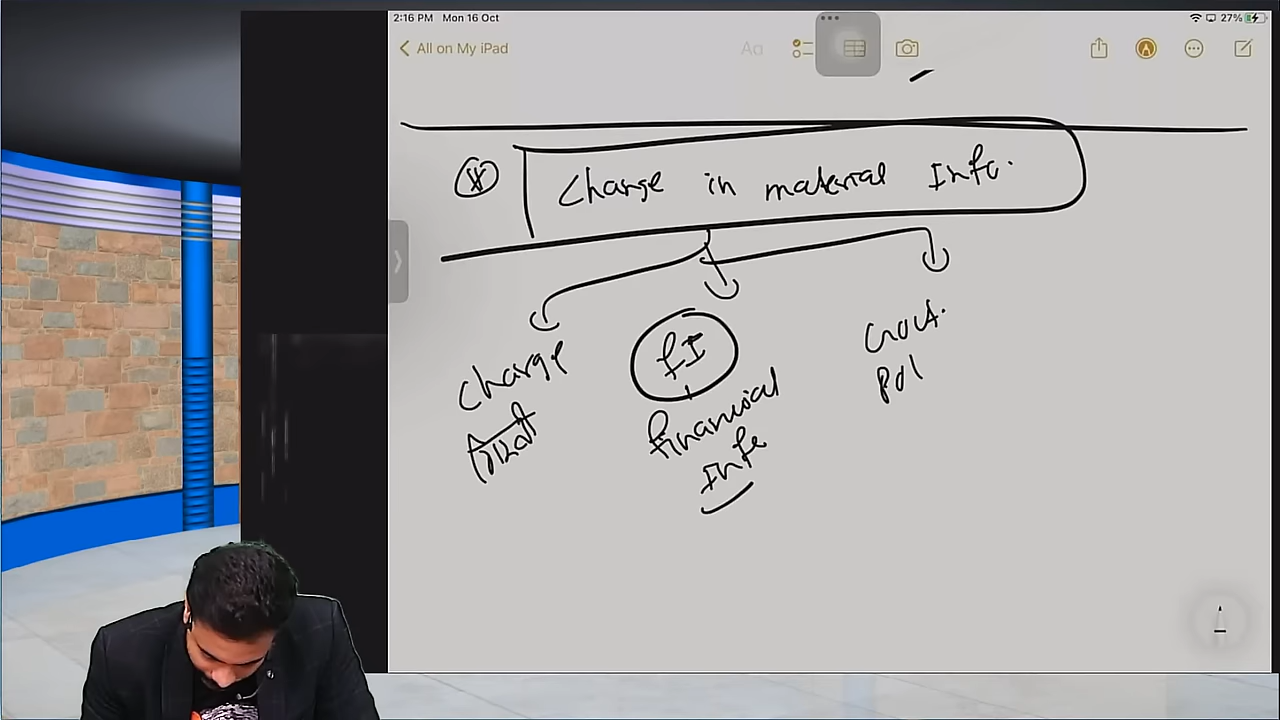 2:16 PM Mon 16 Oct
27%
All on My iPad
Aa
Change in material Info.
Change
FI
Financial
Info
Govt.
Pol